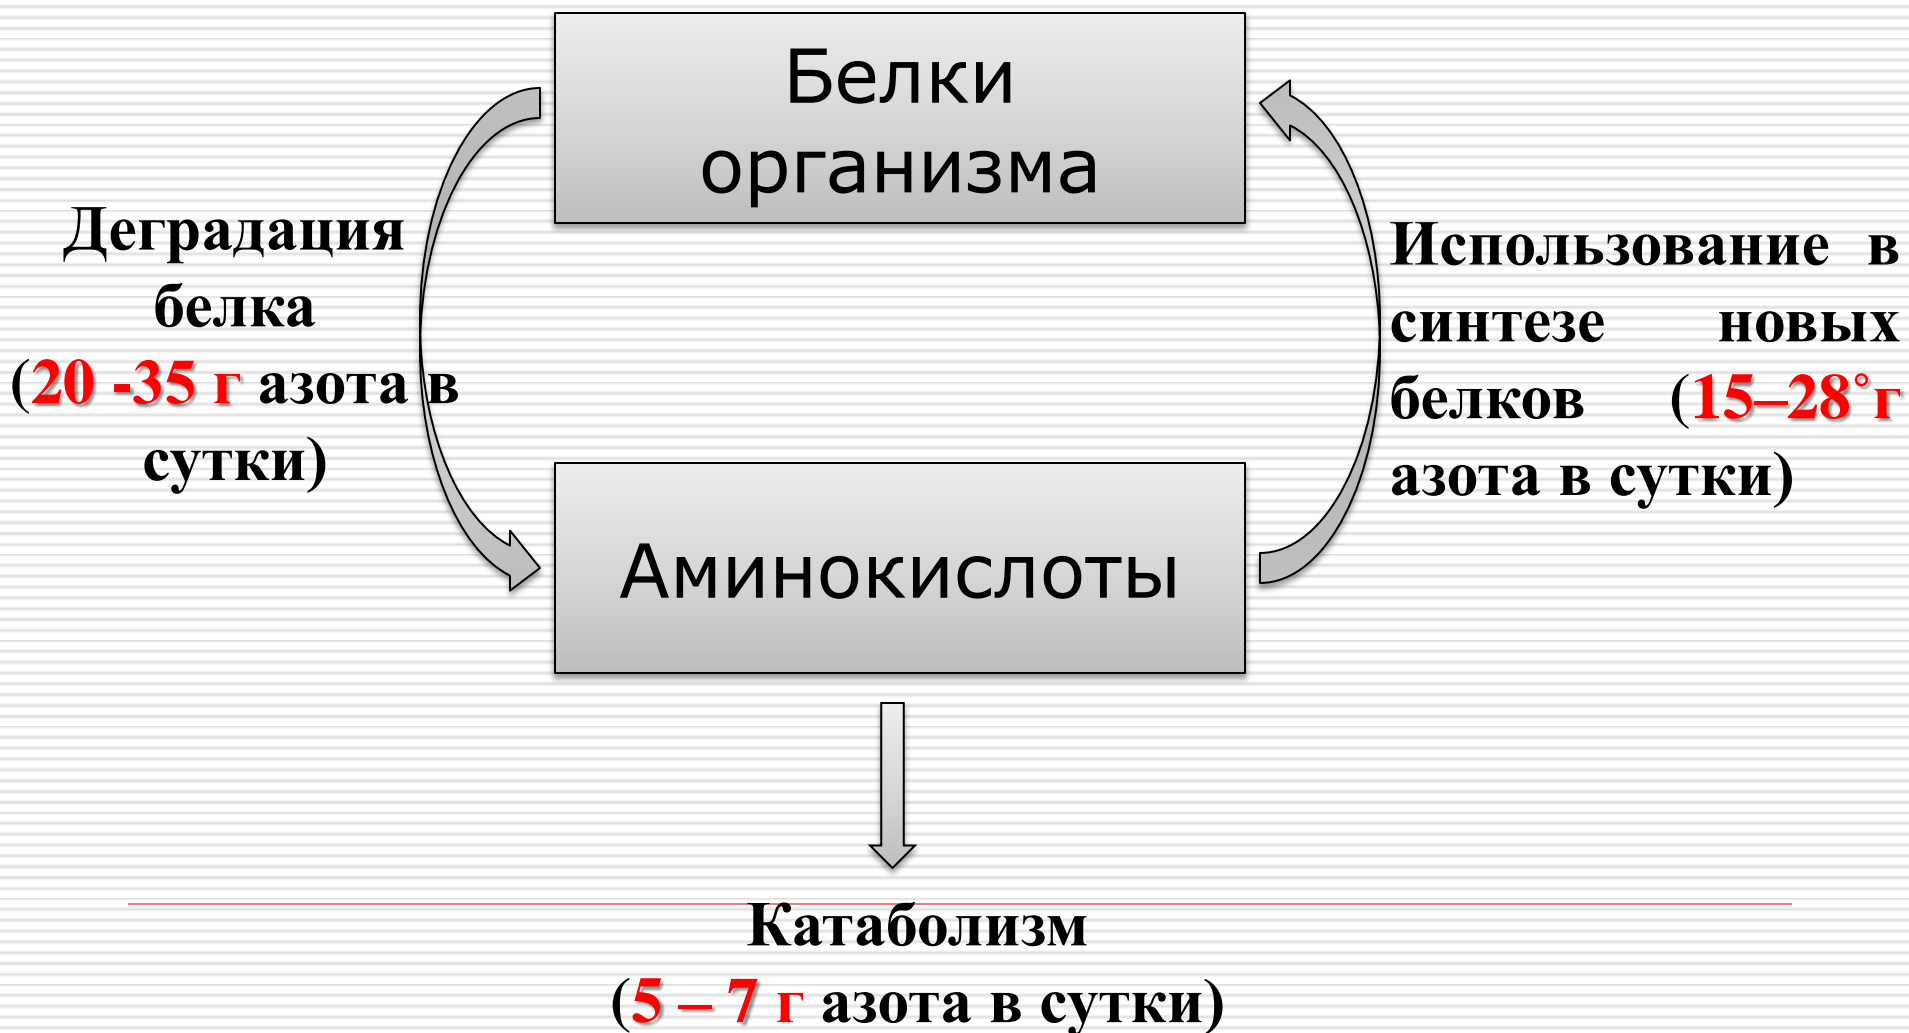 Белки
организма
Деградация
белка
(20 -35 г азота в
сутки)
Использование в
синтезе новых
белков (15–28˚г
азота в сутки)
Аминокислоты
Катаболизм
(5 – 7 г азота в сутки)